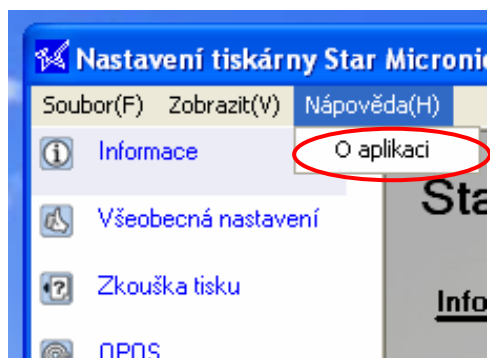 Nastavení tiskárny Star Micronic
Soubor(F) Zobrazit(V) Nápověda(H)
O aplikaci
Informace
Všeobecná nastavení
Zkouška tisku
OPOS
Sta
Info